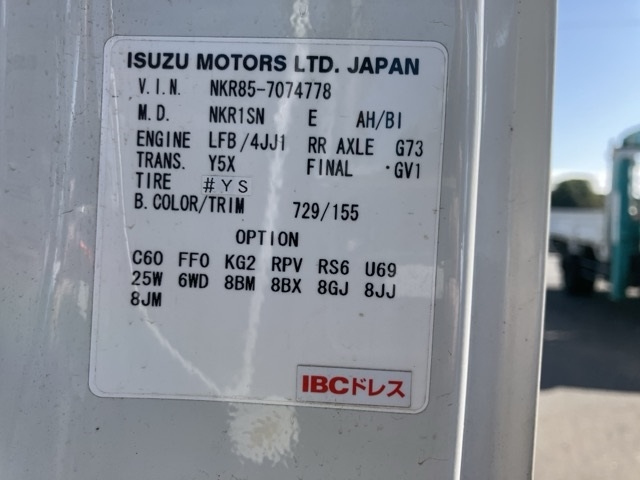 ISUZU MOTORS LTD. JAPAN
V.I.N. NKR85-7074778
M.D. NKR1SN E AH/BI
ENGINE LFB/4JJ1 RR AXLE G73
TRANS. Y5X FINAL ·GV1
TIRE #YS
B.COLOR/TRIM 729/155
OPTION
C60 FF0 KG2 RPV RS6 U69
25W 6WD 8BM 8BX 8GJ 8JJ
8JM
IBCドレス